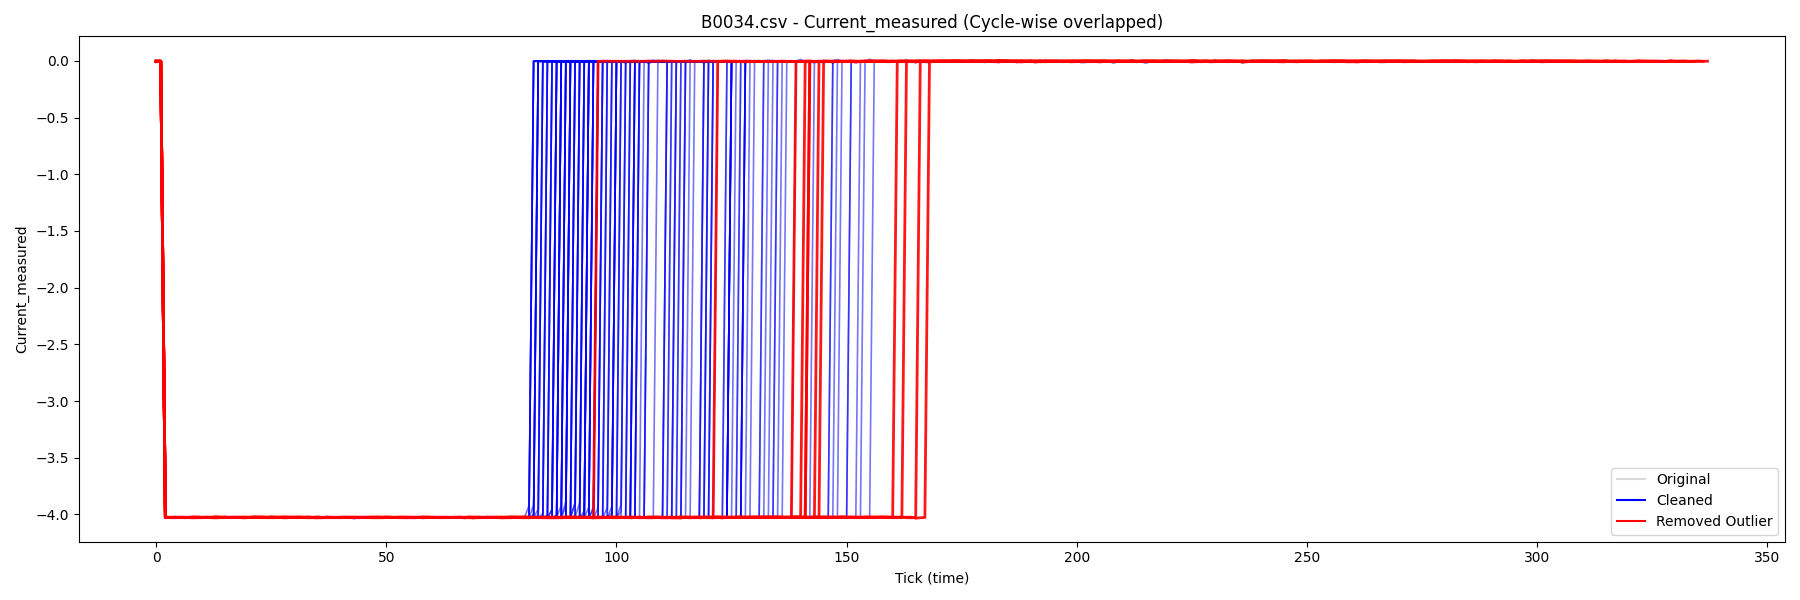 B0034.csv - Current_measured (Cycle-wise overlapped)
Current_measured
0.0
−0.5
−1.0
−1.5
−2.0
−2.5
−3.0
−3.5
−4.0
Original
Cleaned
Removed Outlier
0 50 100 150 200 250 300 350
Tick (time)